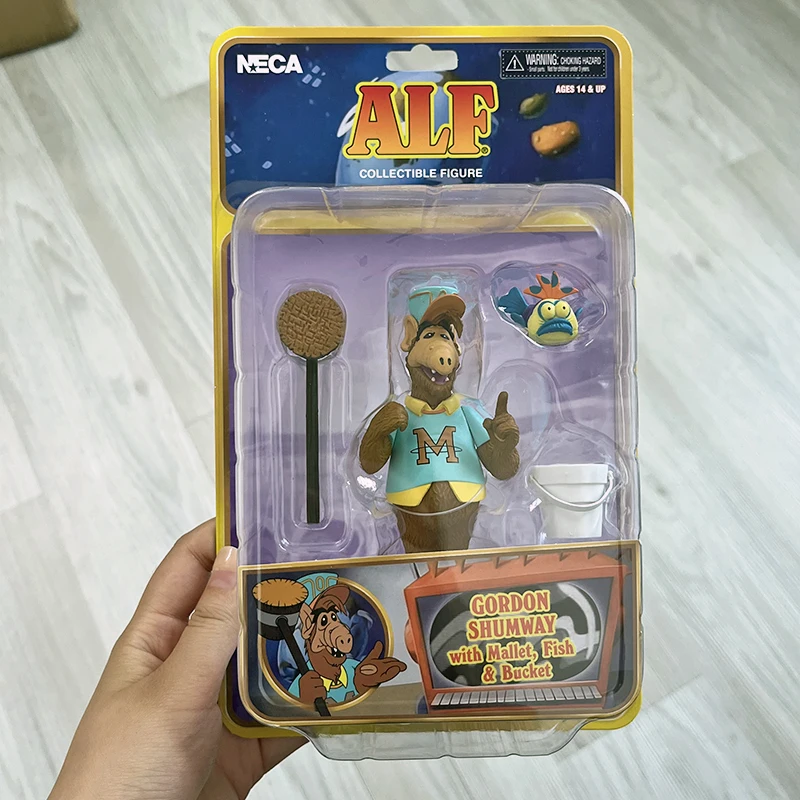 NECA
WARNING: CHOKING HAZARD
Small parts. Not for children under 3 years.
AGES 14 & UP
ALF®
COLLECTIBLE FIGURE
M
GORDON
SHUMWAY
with Mallet, Fish
& Bucket